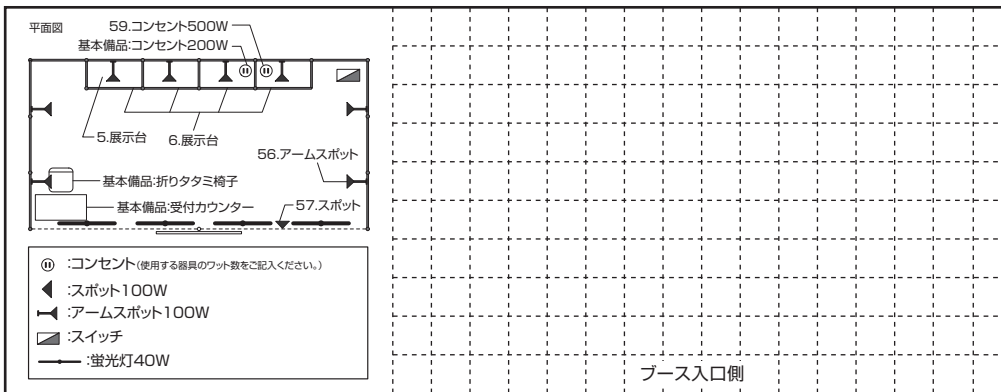 平面図
59.コンセント500W
基本備品:コンセント200W
5.展示台
6.展示台
56.アームスポット
基本備品:折りタタミ椅子
基本備品:受付カウンター
57.スポット
:コンセント(使用する器具のワット数をご記入ください。)
:スポット100W
:アームスポット100W
:スイッチ
:蛍光灯40W
ブース入口側